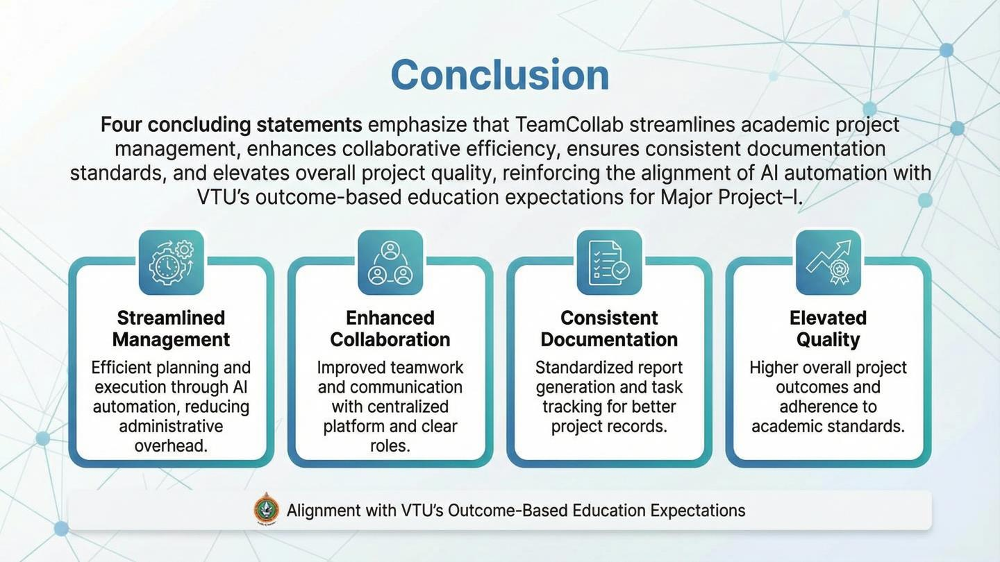 Conclusion
Four concluding statements emphasize that TeamCollab streamlines academic project
management, enhances collaborative efficiency, ensures consistent documentation
standards, and elevates overall project quality, reinforcing the alignment of AI automation with
VTU’s outcome-based education expectations for Major Project–I.
Streamlined
Management
Efficient planning and
execution through AI
automation, reducing
administrative
overhead.
Enhanced
Collaboration
Improved teamwork
and communication
with centralized
platform and clear
roles.
Consistent
Documentation
Standardized report
generation and task
tracking for better
project records.
Elevated
Quality
Higher overall project
outcomes and
adherence to
academic standards.
Alignment with VTU’s Outcome-Based Education Expectations